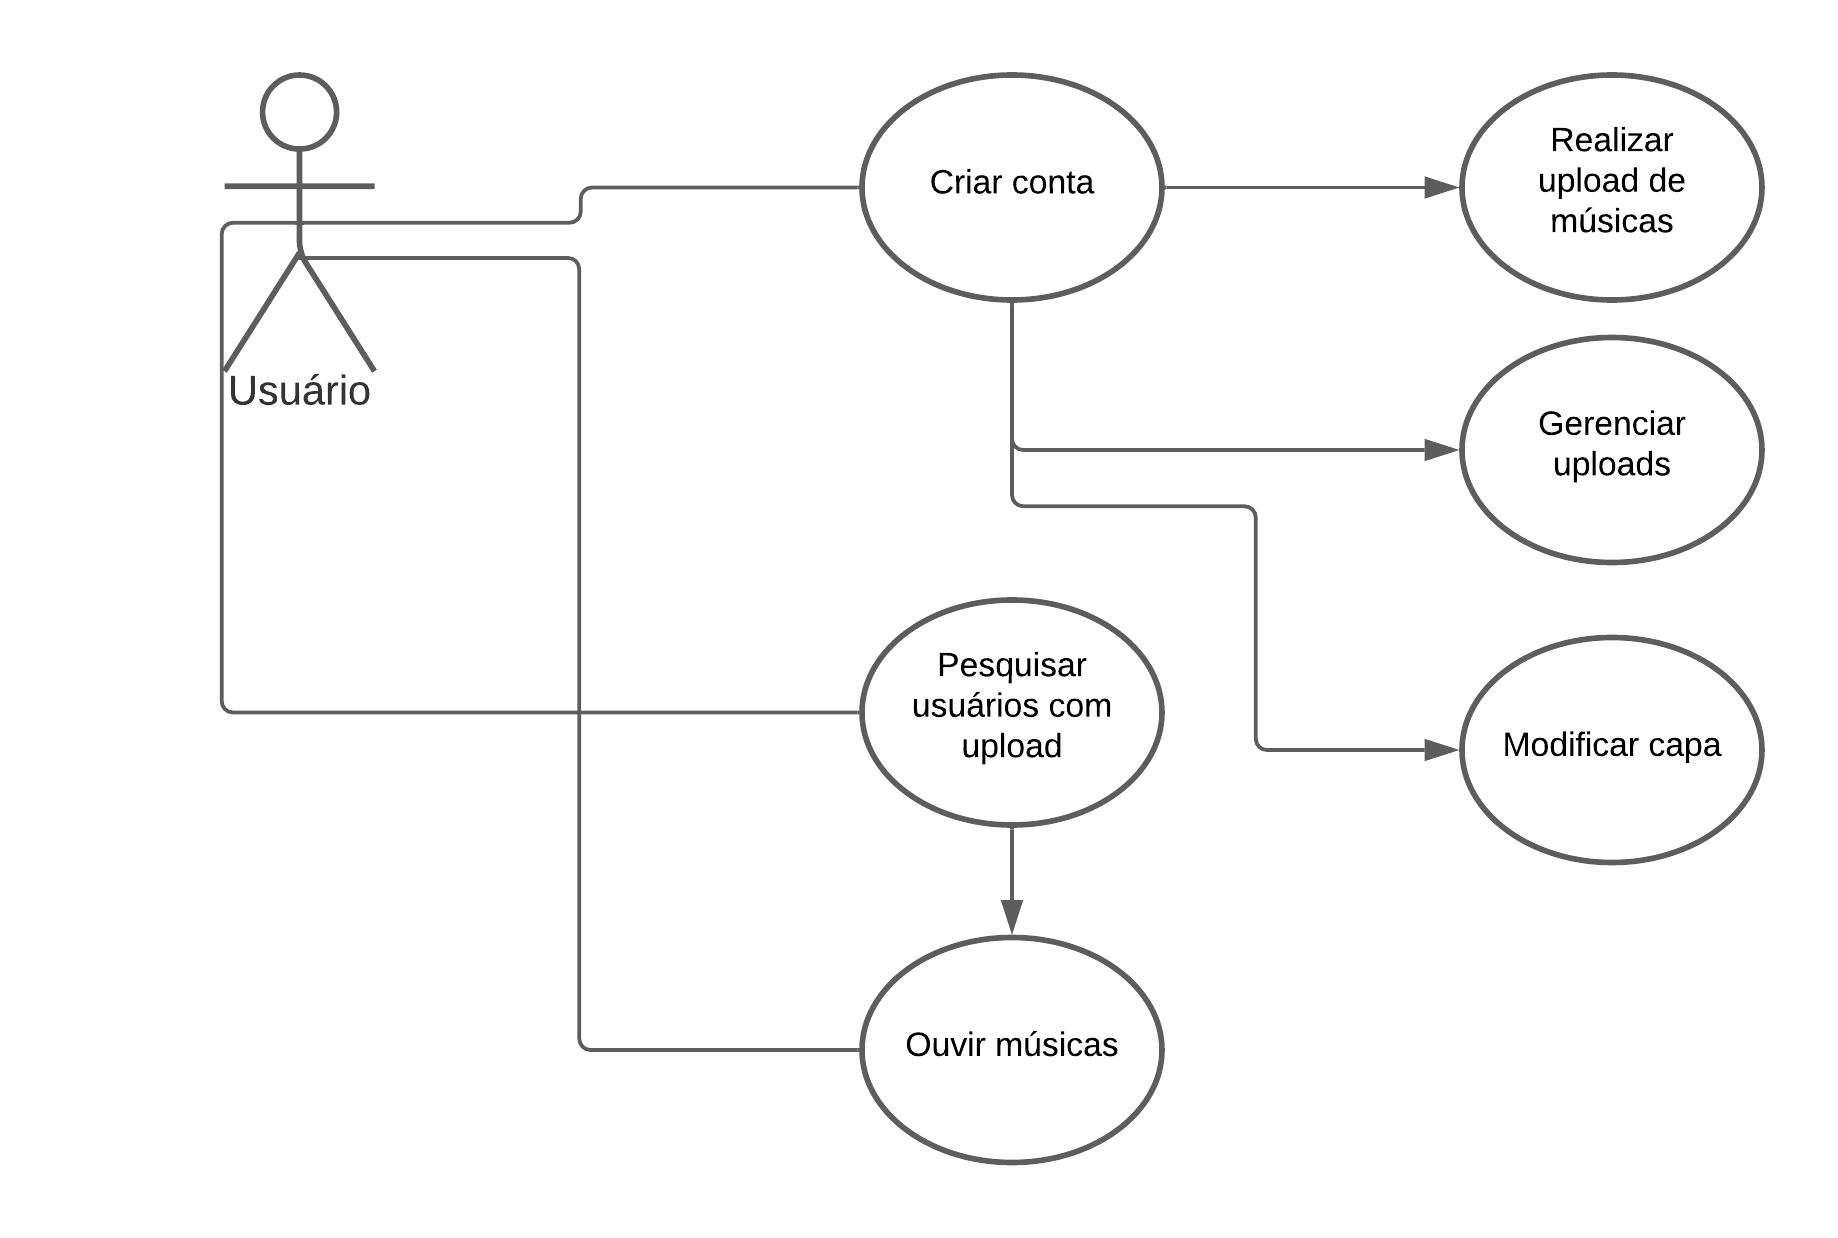 Usuário
Criar conta
Realizar
upload de
músicas
Gerenciar
uploads
Pesquisar
usuários com
upload
Modificar capa
Ouvir músicas